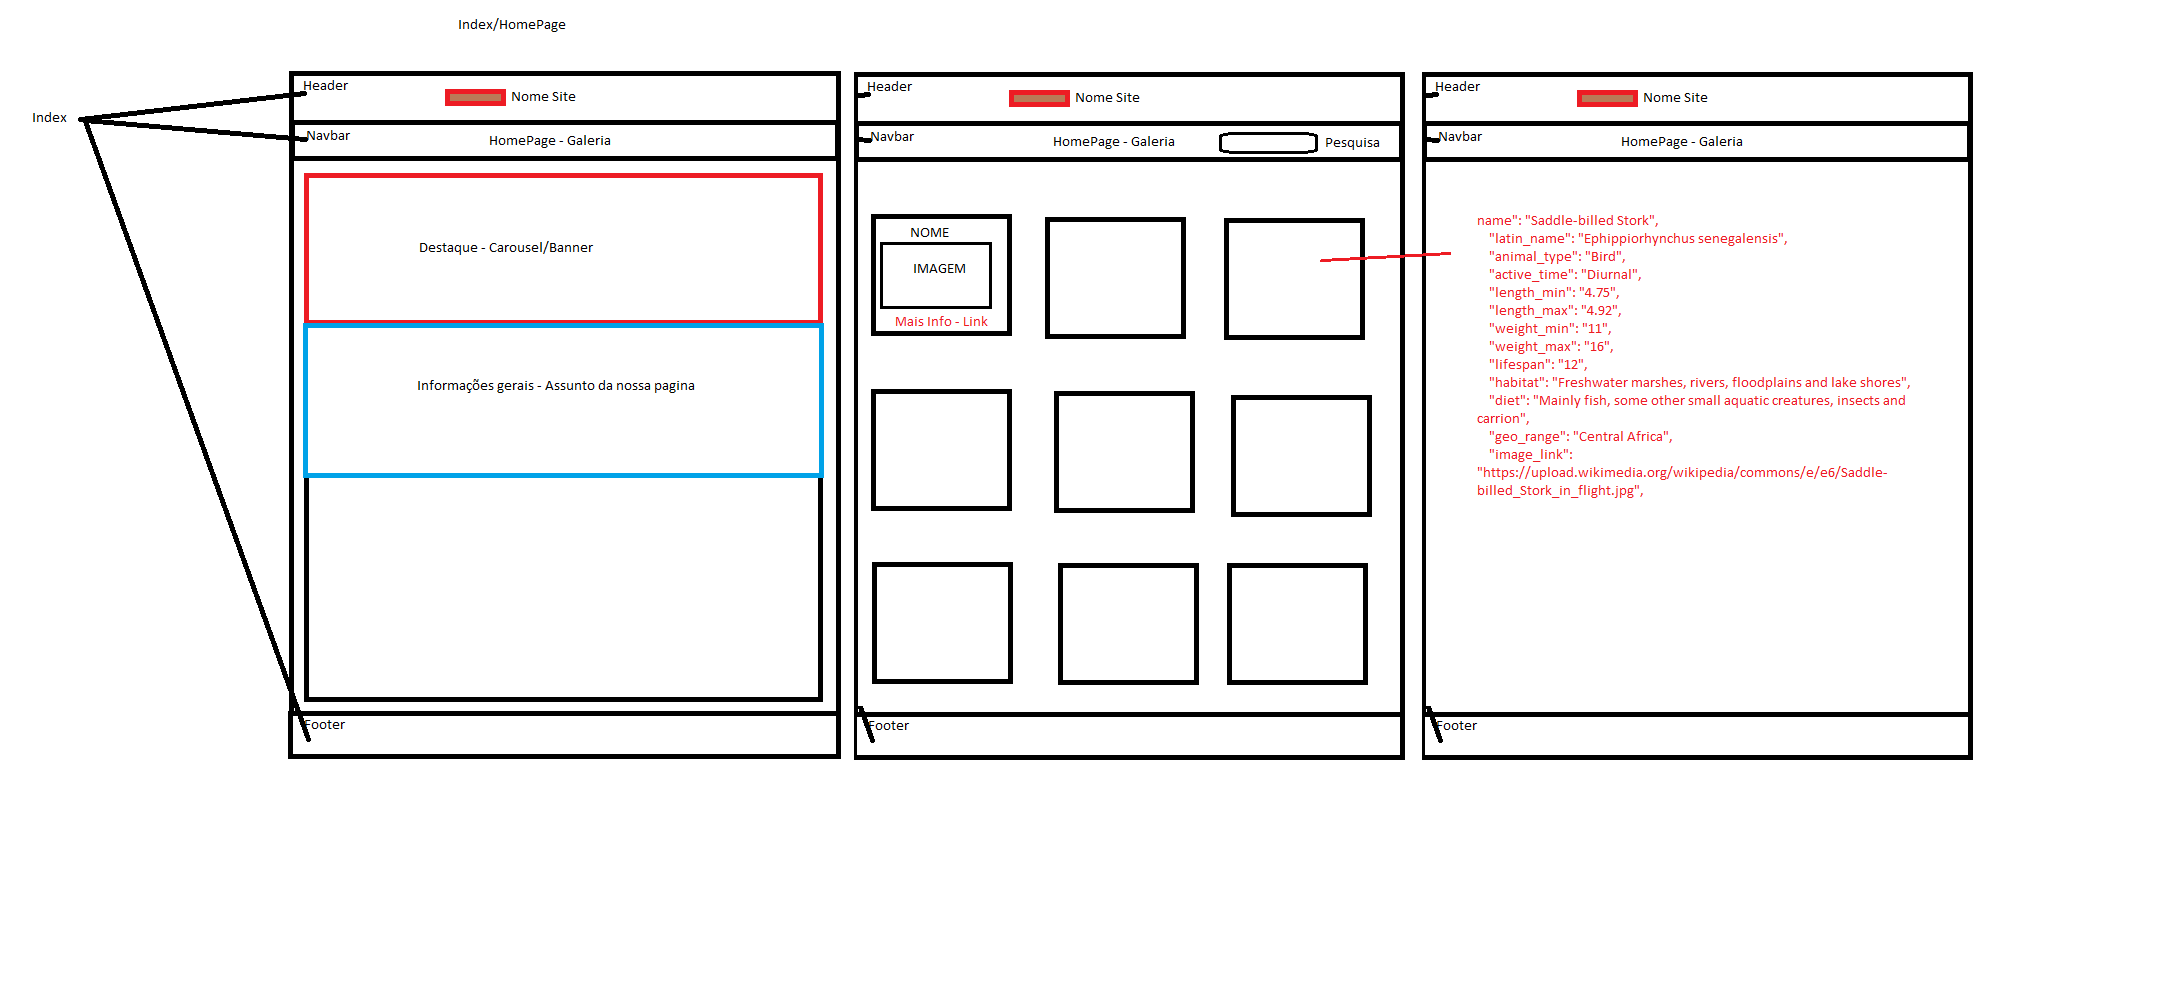 Index/HomePage
Index
Header
Nome Site
Navbar
HomePage - Galeria
Destaque - Carousel/Banner
Informações gerais - Assunto da nossa pagina
Footer
Header
Nome Site
Navbar
HomePage - Galeria
Pesquisa
NOME
IMAGEM
Mais Info - Link
Footer
Header
Nome Site
Navbar
HomePage - Galeria
name": "Saddle-billed Stork",
"latin_name": "Ephippiorhynchus senegalensis",
"animal_type": "Bird",
"active_time": "Diurnal",
"length_min": "4.75",
"length_max": "4.92",
"weight_min": "11",
"weight_max": "16",
"lifespan": "12",
"habitat": "Freshwater marshes, rivers, floodplains and lake shores",
"diet": "Mainly fish, some other small aquatic creatures, insects and
carrion",
"geo_range": "Central Africa",
"image_link":
"https://upload.wikimedia.org/wikipedia/commons/e/e6/Saddle-
billed_Stork_in_flight.jpg",
Footer